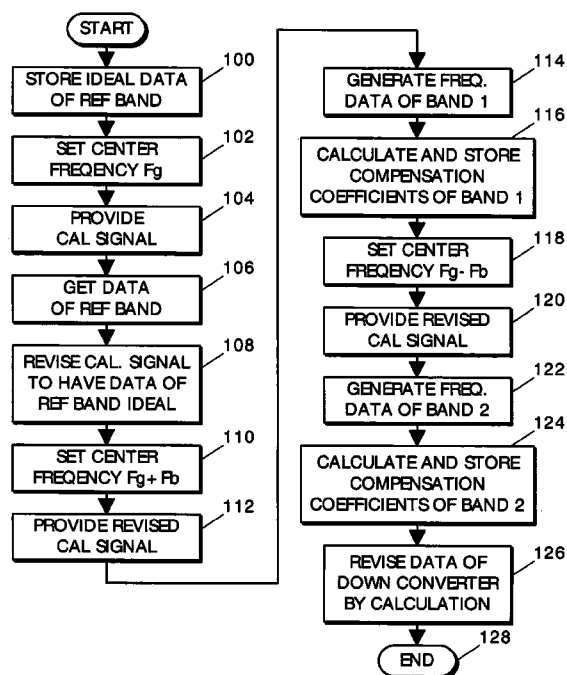 START
100
STORE IDEAL DATA
OF REF BAND
102
SET CENTER
FREQENCY Fg
104
PROVIDE
CAL SIGNAL
106
GET DATA
OF REF BAND
108
REVISE CAL. SIGNAL
TO HAVE DATA OF
REF BAND IDEAL
110
SET CENTER
FREQENCY Fg+ Fb
112
PROVIDE REVISED
CAL SIGNAL
114
GENERATE FREQ.
DATA OF BAND 1
116
CALCULATE AND STORE
COMPENSATION
COEFFICIENTS OF BAND 1
118
SET CENTER
FREQENCY Fg- Fb
120
PROVIDE REVISED
CAL SIGNAL
122
GENERATE FREQ.
DATA OF BAND 2
124
CALCULATE AND STORE
COMPENSATION
COEFFICIENTS OF BAND 2
126
REVISE DATA OF
DOWN CONVERTER
BY CALCULATION
128
END